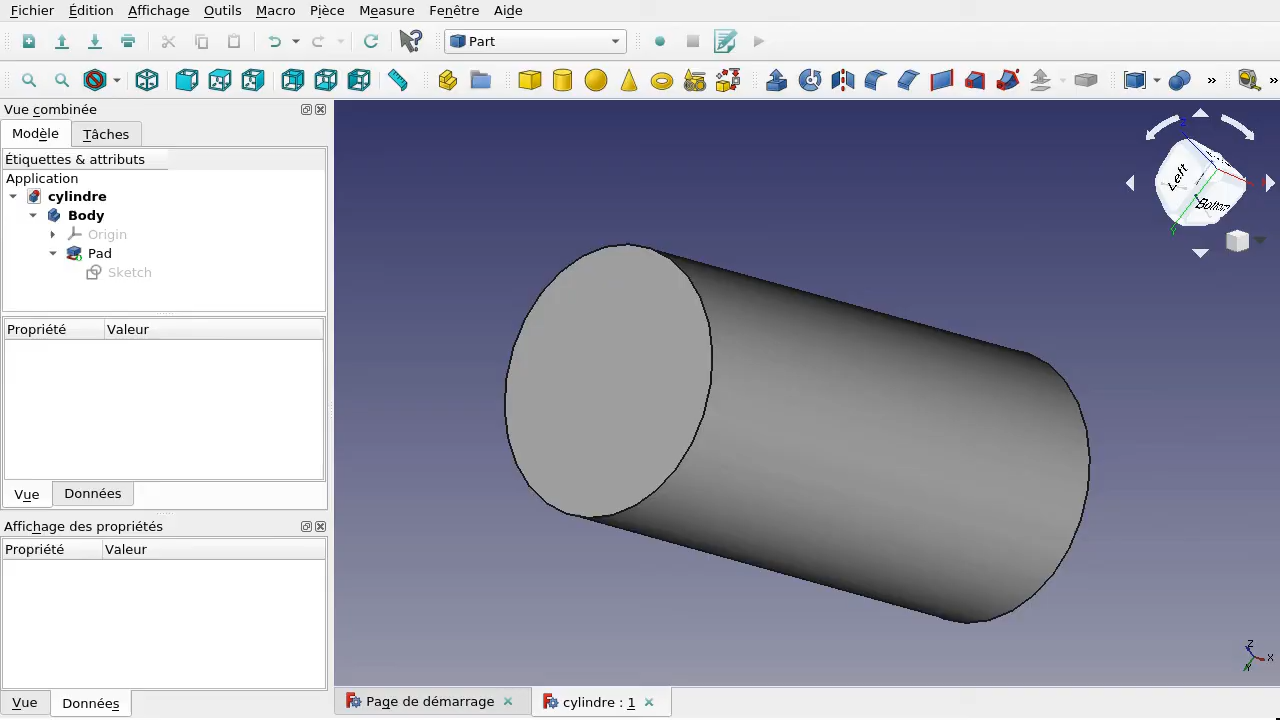 Fichier Édition Affichage Outils Macro Pièce Measure Fenêtre Aide
Part
»
»
Vue combinée
Modèle Tâches
Étiquettes & attributs
Application
cylindre
Body
Origin
Pad
Sketch
Propriété Valeur
Vue Données
Affichage des propriétés
Propriété Valeur
Vue Données
Left
Bottom
Z
Y
Z
X
Page de démarrage
cylindre : 1